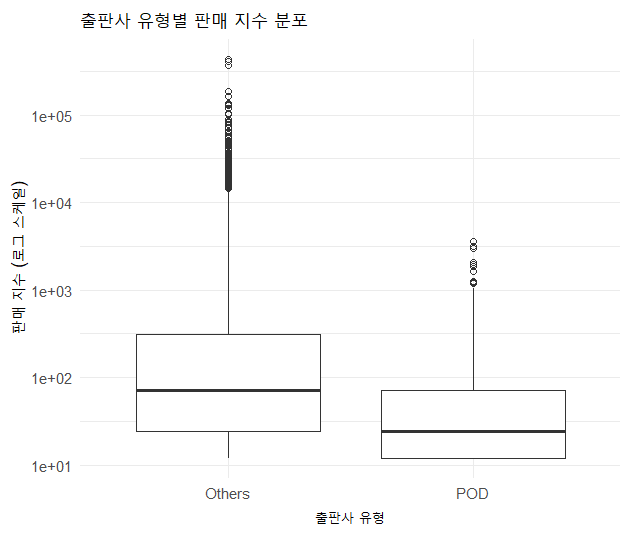 출판사 유형별 판매 지수 분포
판매 지수 (로그 스케일)
1e+05
1e+04
1e+03
1e+02
1e+01
Others
POD
출판사 유형